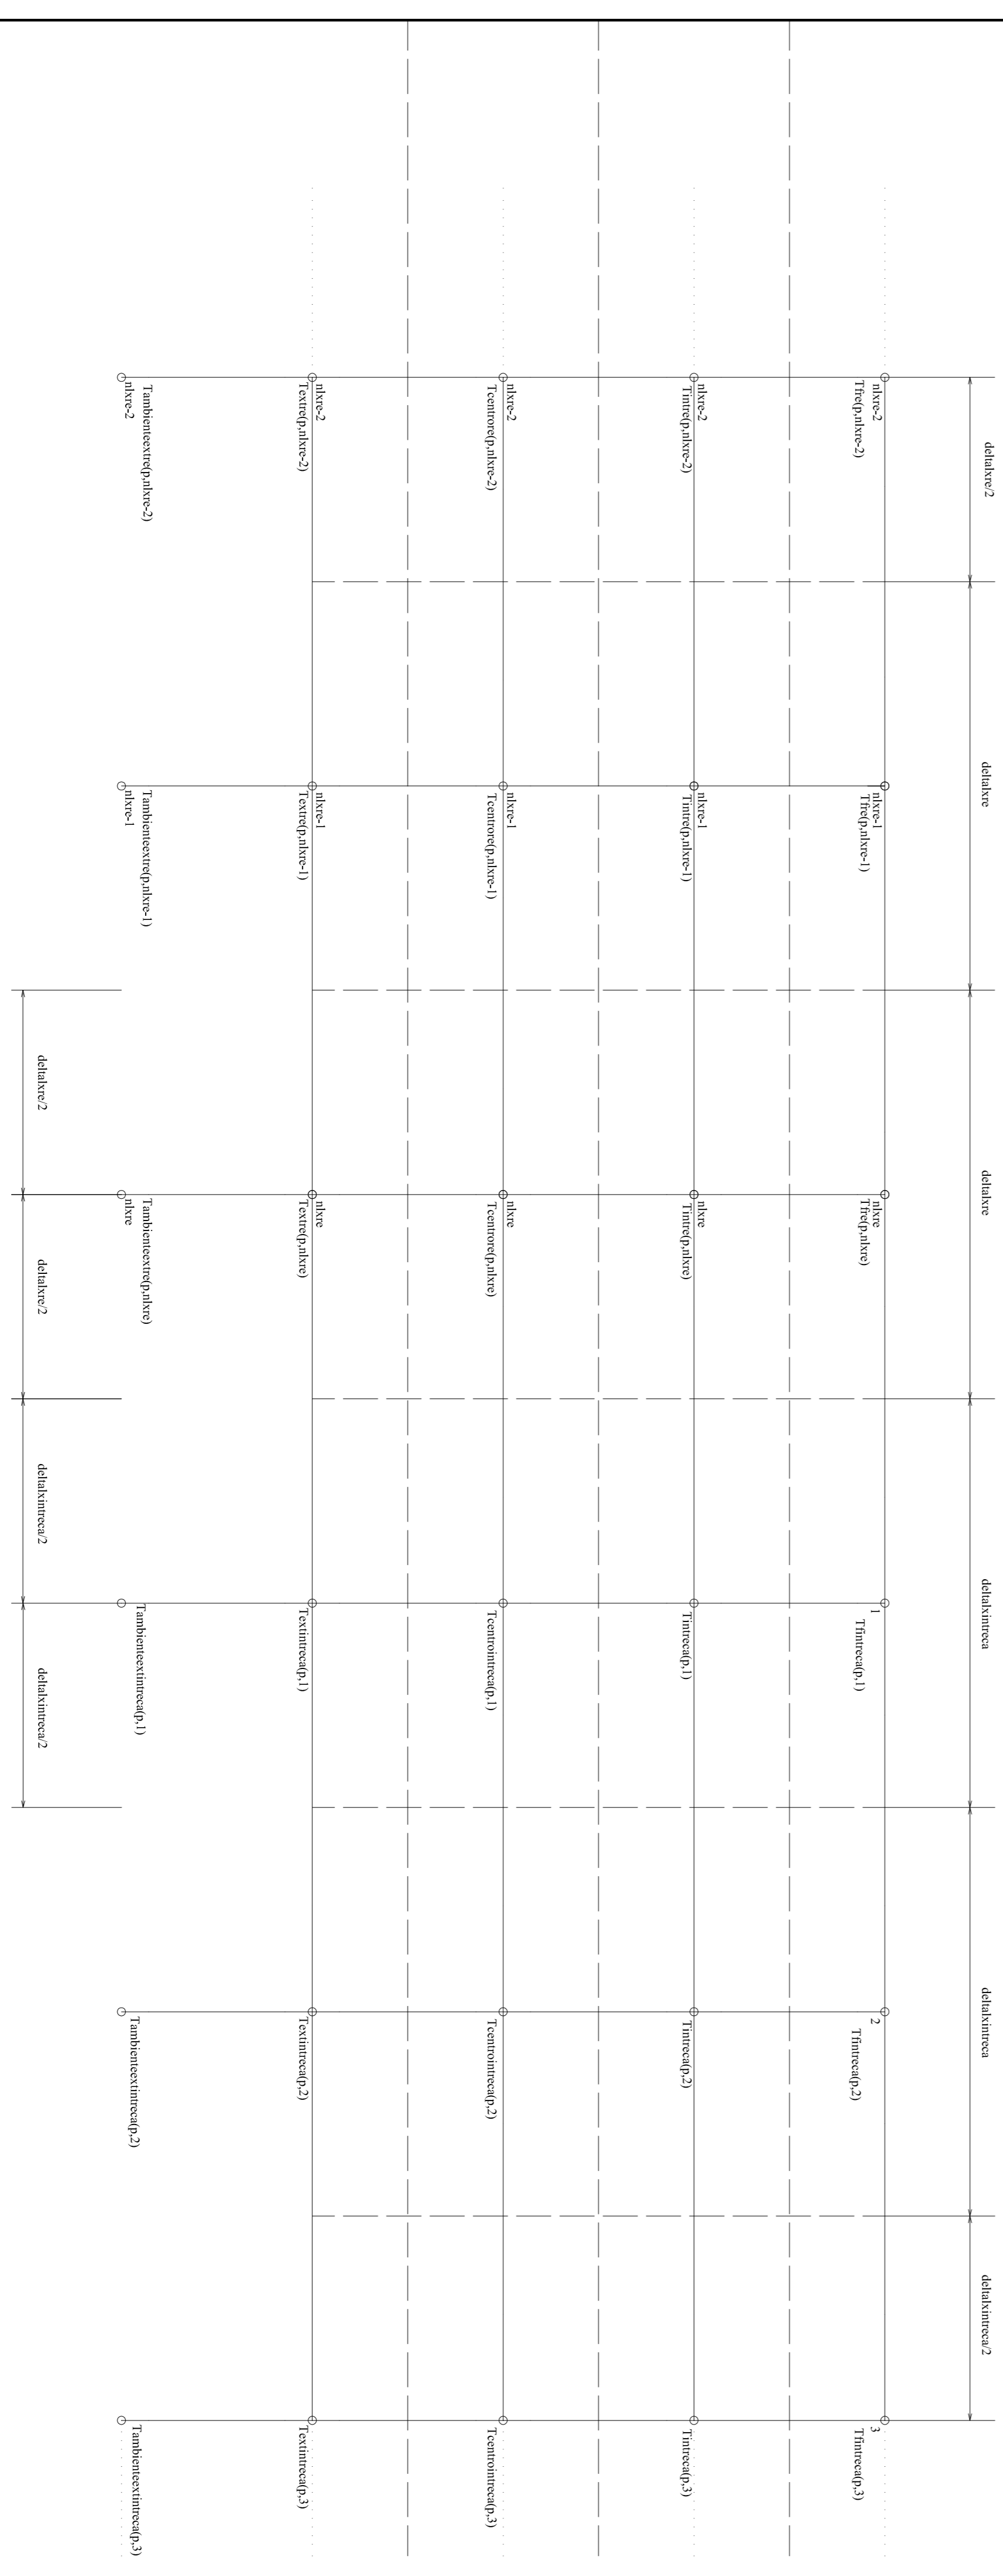 deltalxre/2
deltalxre
deltalxre
deltalxintreca
deltalxintreca
deltalxintreca/2
nlxre-2
nlxre-1
nlxre
1
2
3
Tfre(p,nlxre-2)
Tfre(p,nlxre-1)
Tfre(p,nlxre)
Tfintreca(p,1)
Tfintreca(p,2)
Tfintreca(p,3)
nlxre-2
nlxre-1
nlxre
Tintre(p,nlxre-2)
Tintre(p,nlxre-1)
Tintre(p,nlxre)
Tintreca(p,1)
Tintreca(p,2)
Tintreca(p,3)
nlxre-2
nlxre-1
nlxre
Tcentrore(p,nlxre-2)
Tcentrore(p,nlxre-1)
Tcentrore(p,nlxre)
Tcentrointreca(p,1)
Tcentrointreca(p,2)
Tcentrointreca(p,3)
nlxre-2
nlxre-1
nlxre
Textre(p,nlxre-2)
Textre(p,nlxre-1)
Textre(p,nlxre)
Textintreca(p,1)
Textintreca(p,2)
Textintreca(p,3)
Tambienteextre(p,nlxre-2)
Tambienteextre(p,nlxre-1)
Tambienteextre(p,nlxre)
Tambienteextintreca(p,1)
Tambienteextintreca(p,2)
Tambienteextintreca(p,3)
nlxre-2
nlxre-1
nlxre
deltalxre/2
deltalxre/2
deltalxintreca/2
deltalxintreca/2